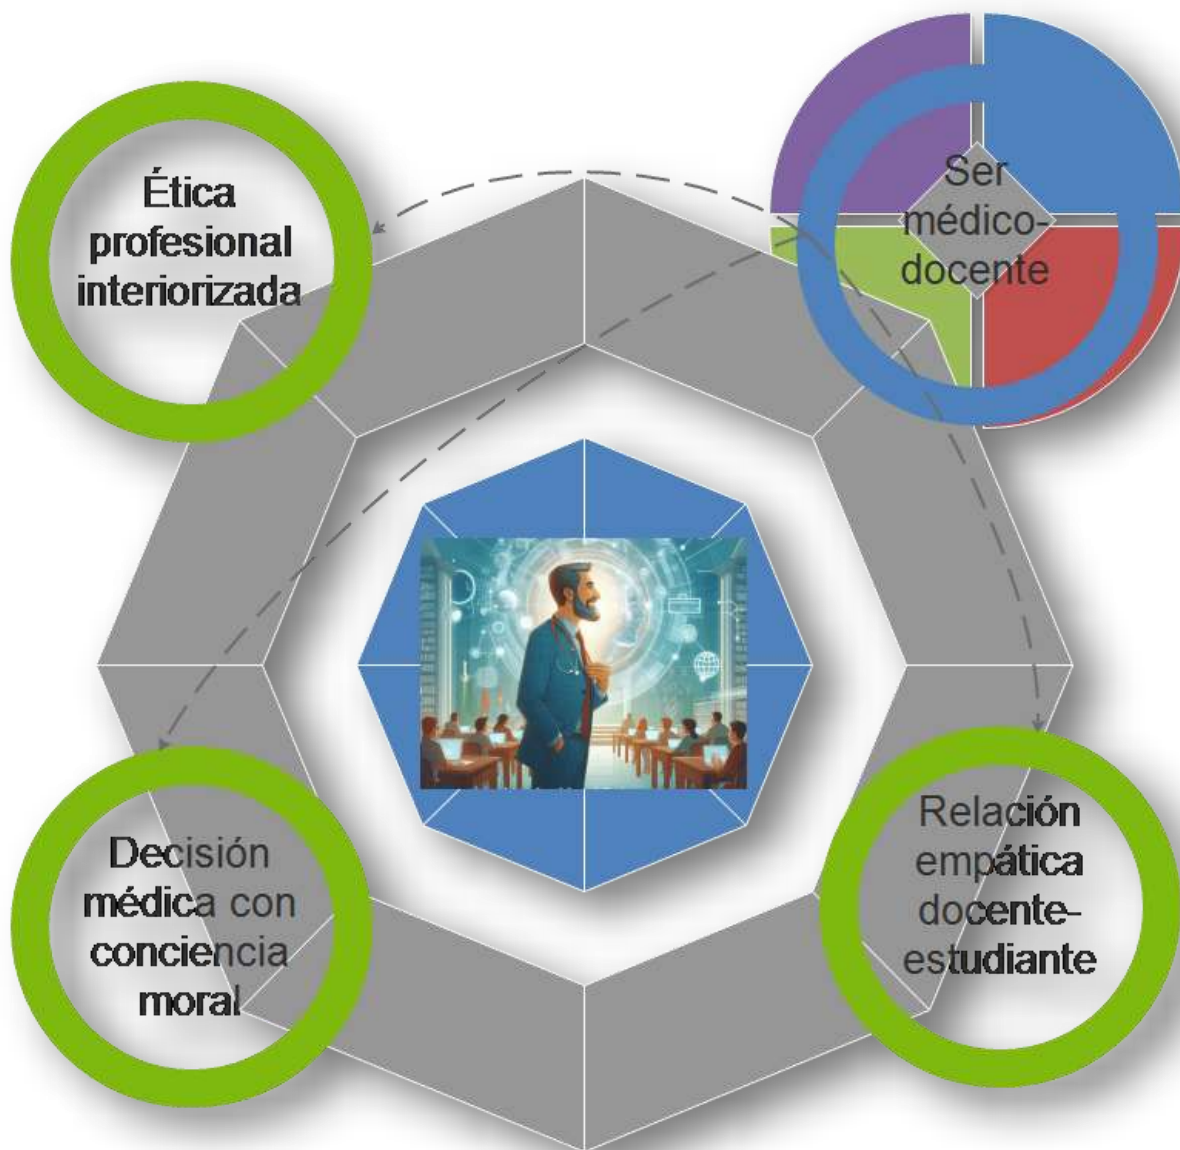 Ética
profesional
interiorizada
Ser
médico-
docente
Decisión
médica con
conciencia
moral
Relación
empática
docente-
estudiante